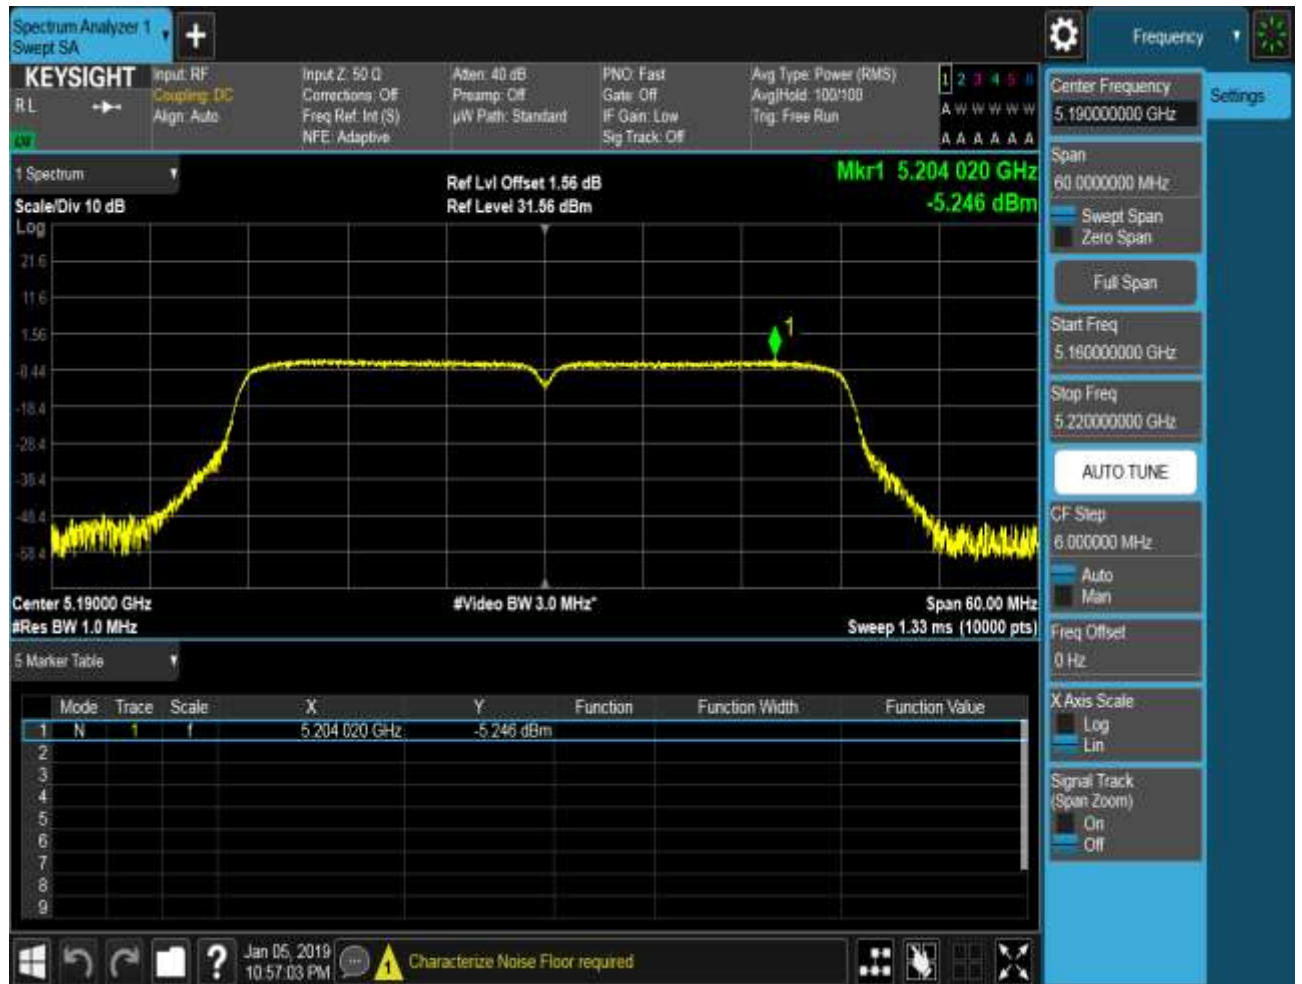 Spectrum Analyzer 1
Swept SA
+
Frequency
KEYSIGHT
R L
Input: RF
Coupling: DC
Align: Auto
Input Z: 50 Ω
Corrections: Off
Freq Ref: Int (S)
NFE: Adaptive
Atten: 40 dB
Preamp: Off
µW Path: Standard
PNO: Fast
Gate: Off
IF Gain: Low
Sig Track: Off
Avg Type: Power (RMS)
Avg|Hold: 100/100
Trig: Free Run
1 2 3 4 5 6
A W W W W W
A A A A A A
1 Spectrum
Scale/Div 10 dB
Ref Lvl Offset 1.56 dB
Ref Level 31.56 dBm
Mkr1 5.204 020 GHz
-5.246 dBm
Log
21.6
11.6
1.56
-8.44
-18.4
-28.4
-38.4
-48.4
-58.4
1
Center 5.19000 GHz
#Res BW 1.0 MHz
#Video BW 3.0 MHz*
Span 60.00 MHz
Sweep 1.33 ms (10000 pts)
5 Marker Table
Mode Trace Scale X Y Function Function Width Function Value
1 N 1 f 5.204 020 GHz -5.246 dBm
2
3
4
5
6
7
8
9
Center Frequency
5.190000000 GHz
Settings
Span
60.0000000 MHz
Swept Span
Zero Span
Full Span
Start Freq
5.160000000 GHz
Stop Freq
5.220000000 GHz
AUTO TUNE
CF Step
6.000000 MHz
Auto
Man
Freq Offset
0 Hz
X Axis Scale
Log
Lin
Signal Track
(Span Zoom)
On
Off
?
Jan 05, 2019
10:57:03 PM
1
Characterize Noise Floor required